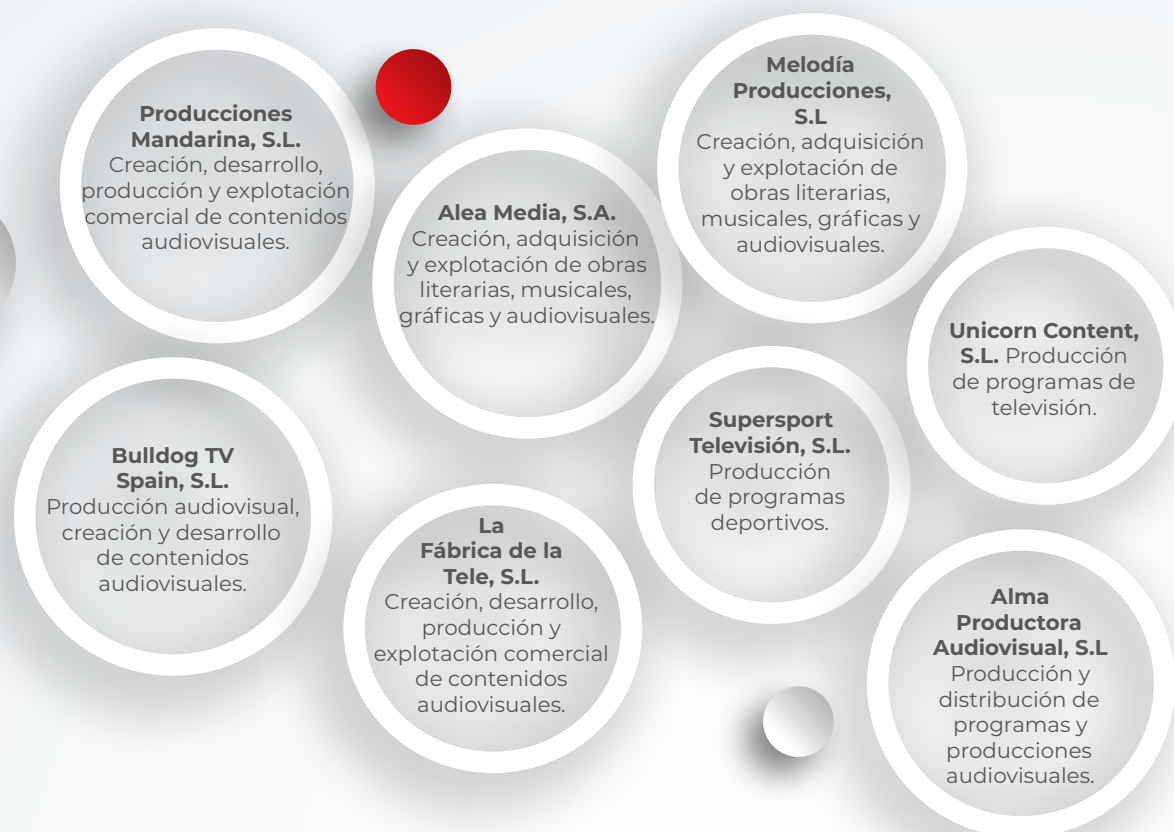 Producciones
Mandarina, S.L.
Creación, desarrollo,
producción y explotación
comercial de contenidos
audiovisuales.
Alea Media, S.A.
Creación, adquisición
y explotación de obras
literarias, musicales,
gráficas y audiovisuales.
Melodía
Producciones,
S.L
Creación, adquisición
y explotación de
obras literarias,
musicales, gráficas y
audiovisuales.
Unicorn Content,
S.L. Producción
de programas de
televisión.
Bulldog TV
Spain, S.L.
Producción audiovisual,
creación y desarrollo
de contenidos
audiovisuales.
La
Fábrica de la
Tele, S.L.
Creación, desarrollo,
producción y
explotación comercial
de contenidos
audiovisuales.
Supersport
Televisión, S.L.
Producción
de programas
deportivos.
Alma
Productora
Audiovisual, S.L
Producción y
distribución de
programas y
producciones
audiovisuales.